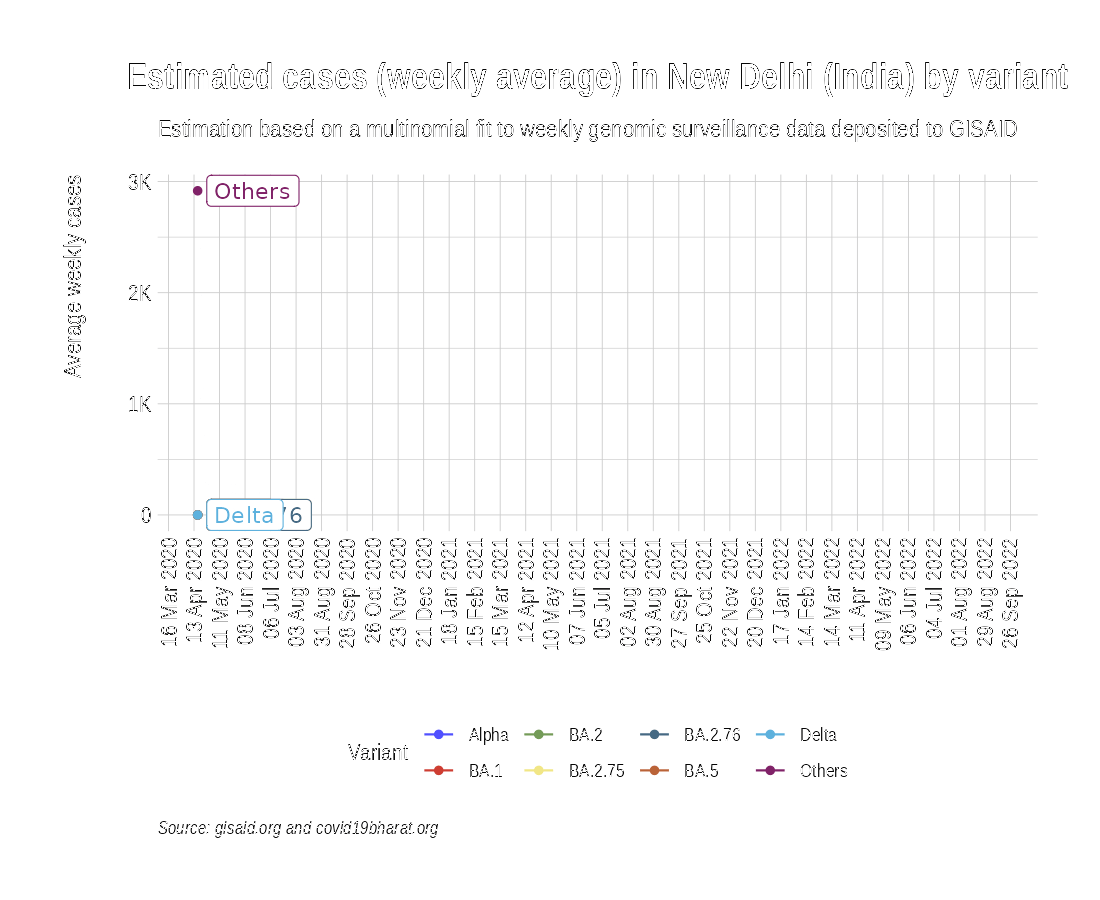 Estimated cases (weekly average) in New Delhi (India) by variant
Estimation based on a multinomial fit to weekly genomic surveillance data deposited to GISAID
Average weekly cases
3K
Others
2K
1K
0
Delta
76
16 Mar 2020
13 Apr 2020
11 May 2020
08 Jun 2020
06 Jul 2020
03 Aug 2020
31 Aug 2020
28 Sep 2020
26 Oct 2020
23 Nov 2020
21 Dec 2020
18 Jan 2021
15 Feb 2021
15 Mar 2021
12 Apr 2021
10 May 2021
07 Jun 2021
05 Jul 2021
02 Aug 2021
30 Aug 2021
27 Sep 2021
25 Oct 2021
22 Nov 2021
20 Dec 2021
17 Jan 2022
14 Feb 2022
14 Mar 2022
11 Apr 2022
09 May 2022
06 Jun 2022
04 Jul 2022
01 Aug 2022
29 Aug 2022
26 Sep 2022
Variant
Alpha
BA.2
BA.2.76
Delta
BA.1
BA.2.75
BA.5
Others
Source: gisaid.org and covid19bharat.org